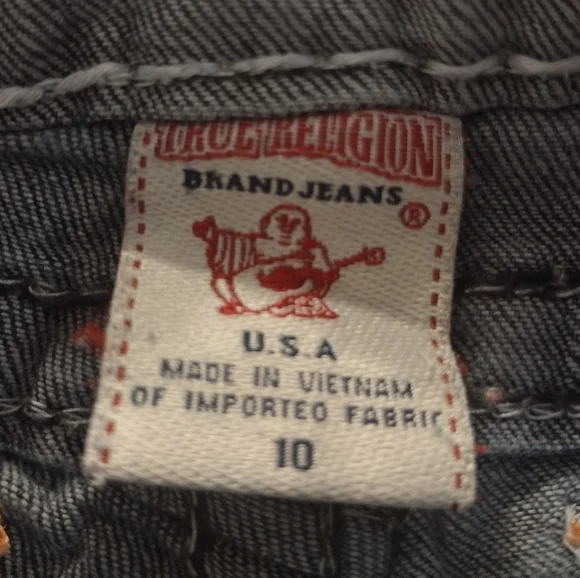 TRUE RELIGION
BRAND JEANS
®
U.S.A
MADE IN VIETNAM
OF IMPORTED FABRIC
10